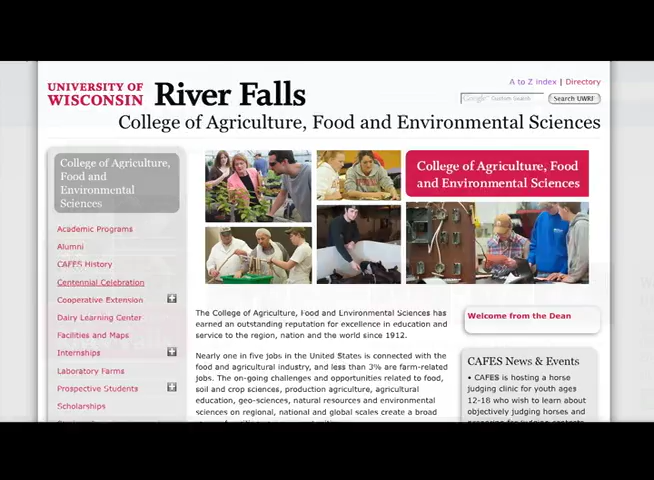 A to Z index | Directory
UNIVERSITY OF
WISCONSIN
River Falls
Google™ Custom Search
Search UWRF
College of Agriculture, Food and Environmental Sciences
College of Agriculture,
Food and
Environmental
Sciences
Academic Programs
Alumni
CAFES History
Centennial Celebration
Cooperative Extension
Dairy Learning Center
Facilities and Maps
Internships
Laboratory Farms
Prospective Students
Scholarships
College of Agriculture, Food
and Environmental Sciences
The College of Agriculture, Food and Environmental Sciences has
earned an outstanding reputation for excellence in education and
service to the region, nation and the world since 1912.
Nearly one in five jobs in the United States is connected with the
food and agricultural industry, and less than 3% are farm-related
jobs. The on-going challenges and opportunities related to food,
soil and crop sciences, production agriculture, agricultural
education, geo-sciences, natural resources and environmental
sciences on regional, national and global scales create a broad
Welcome from the Dean
CAFES News & Events
• CAFES is hosting a horse
judging clinic for youth ages
12-18 who wish to learn about
objectively judging horses and